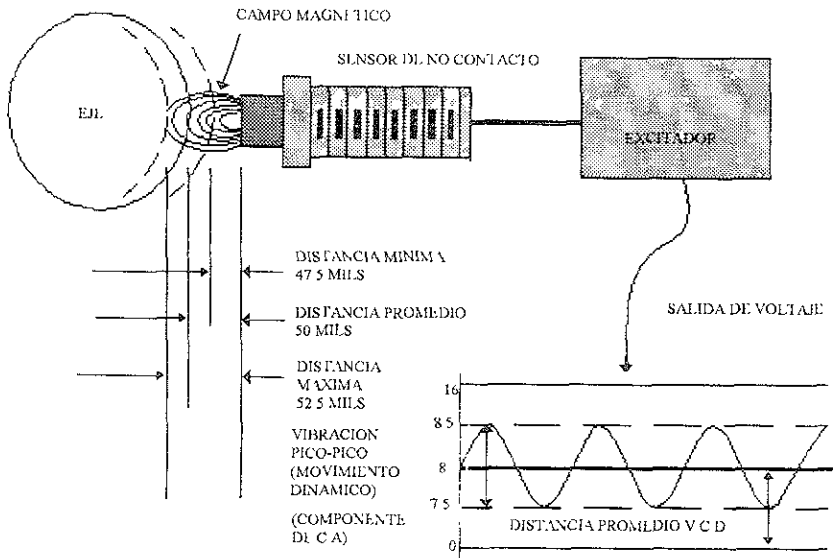 CAMPO MAGNETICO
SENSOR DE NO CONTACTO
EJE
EXCITADOR
DISTANCIA MINIMA
47 5 MILS
SALIDA DE VOLTAJE
DISTANCIA PROMEDIO
50 MILS
DISTANCIA
MAXIMA
52 5 MILS
16
8 5
VIBRACION
PICO-PICO
(MOVIMIENTO
DINAMICO)
8
7 5
(COMPONENTE
DE C A)
DISTANCIA PROMEDIO V C D
0